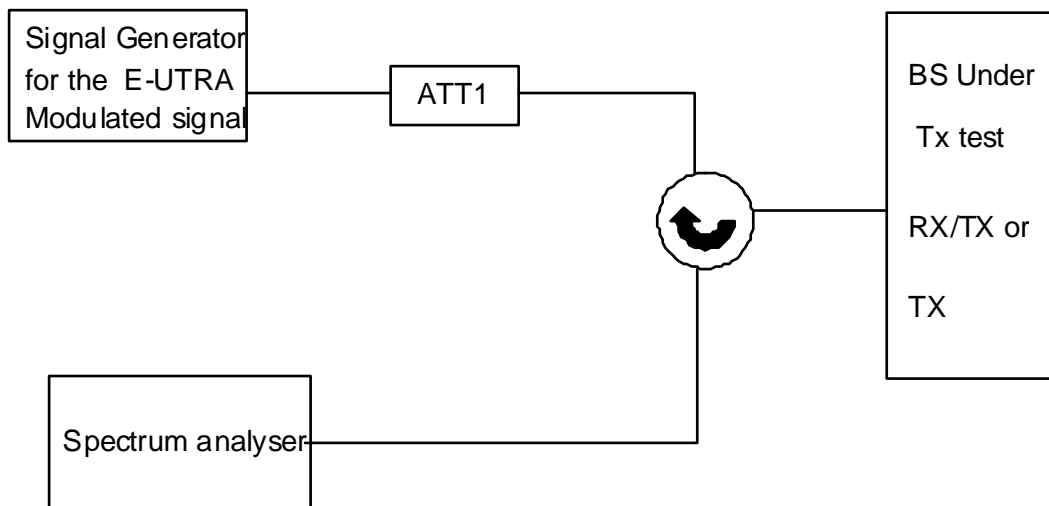 Signal Generator
for the E-UTRA
Modulated signal
ATT1
BS Under
Tx test
RX/TX or
TX
Spectrum analyser